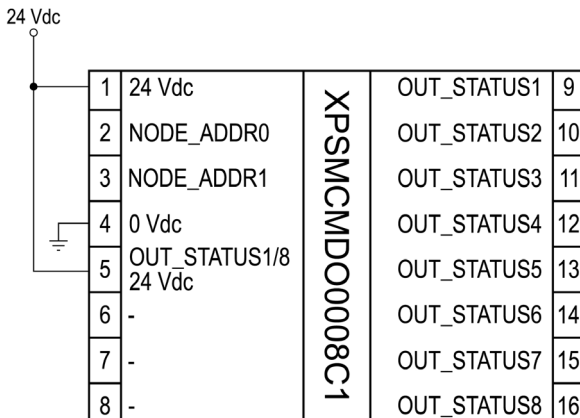 24 Vdc
1 24 Vdc OUT_STATUS1 9
2 NODE_ADDR0 OUT_STATUS2 10
3 NODE_ADDR1 OUT_STATUS3 11
4 0 Vdc OUT_STATUS4 12
5 OUT_STATUS1/8 OUT_STATUS5 13
24 Vdc
6 - OUT_STATUS6 14
7 - OUT_STATUS7 15
8 - OUT_STATUS8 16
XPSMCMDO0008C1